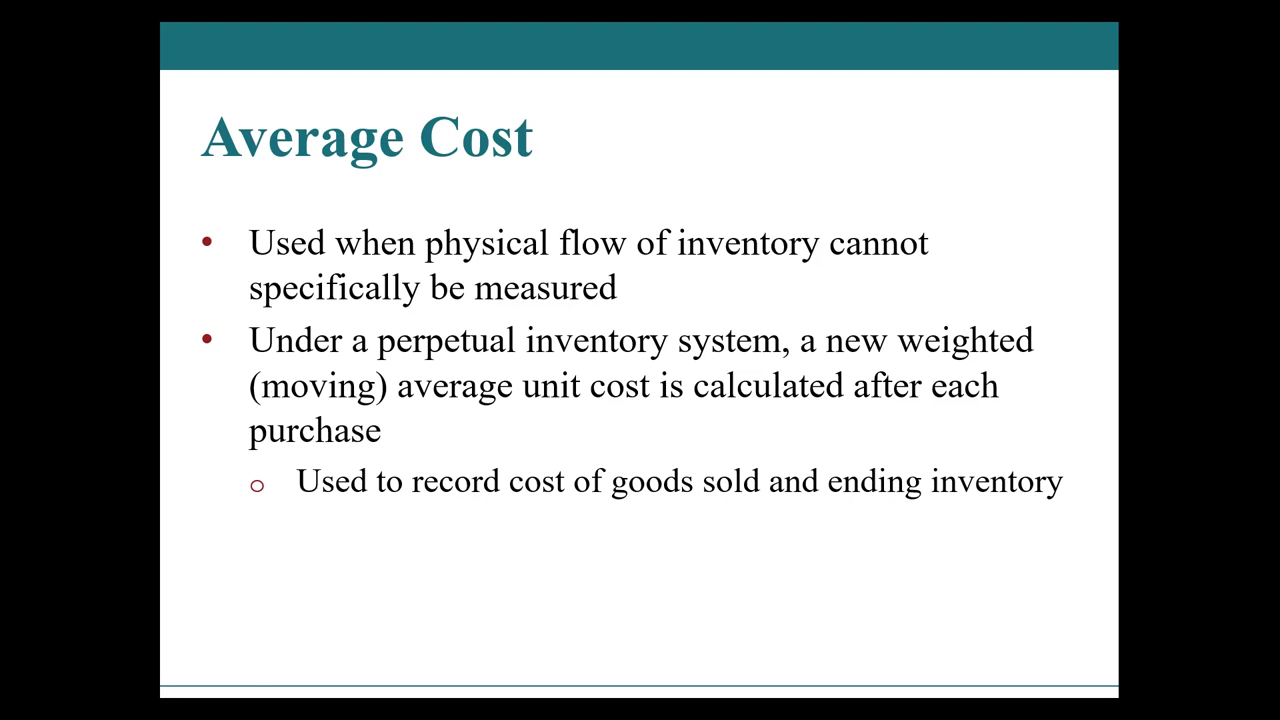 Average Cost
• Used when physical flow of inventory cannot
specifically be measured
• Under a perpetual inventory system, a new weighted
(moving) average unit cost is calculated after each
purchase
o Used to record cost of goods sold and ending inventory